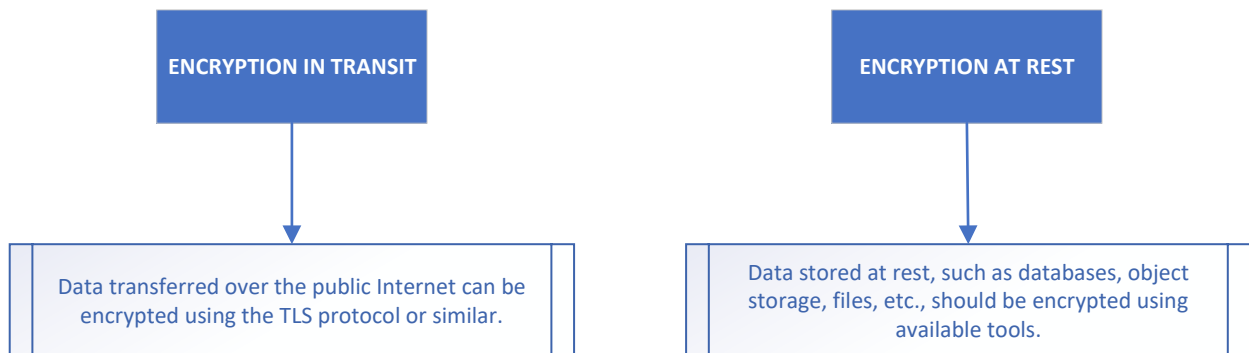 ENCRYPTION IN TRANSIT
ENCRYPTION AT REST
Data transferred over the public Internet can be
encrypted using the TLS protocol or similar.
Data stored at rest, such as databases, object
storage, files, etc., should be encrypted using
available tools.